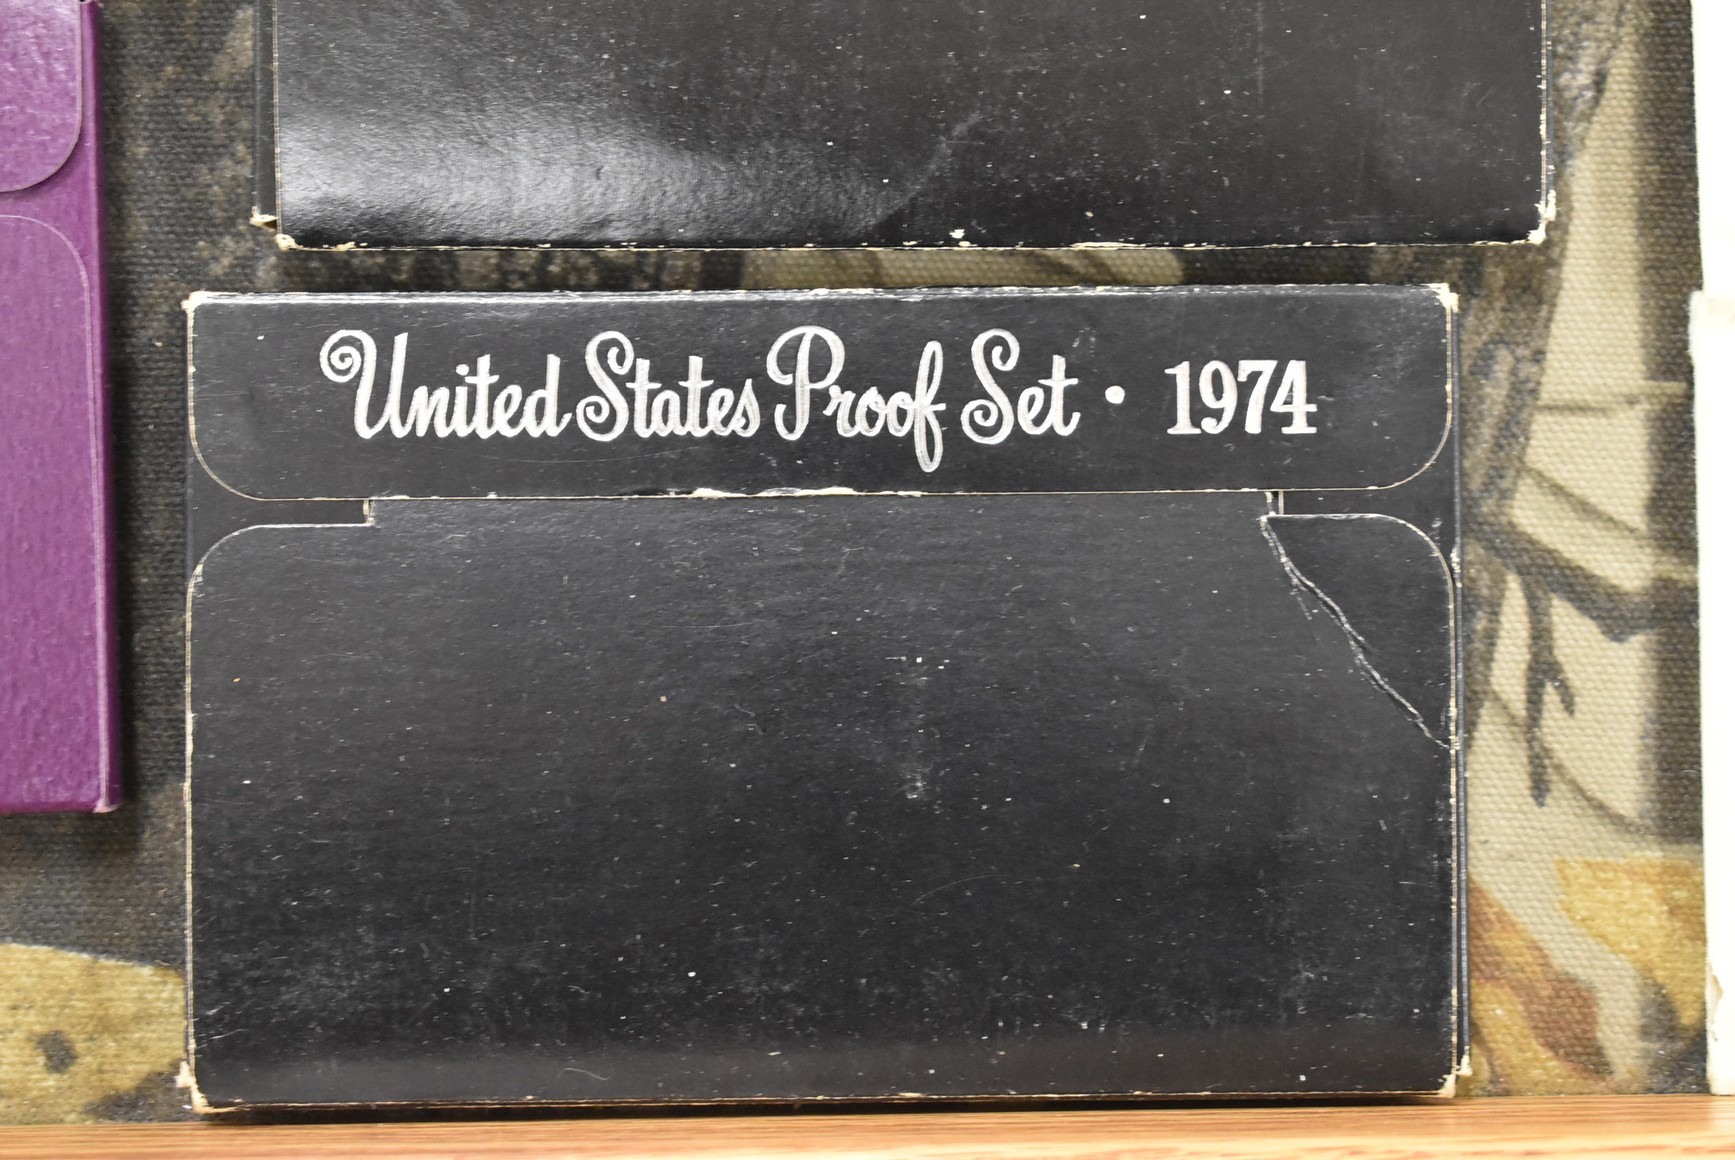 United States Proof Set • 1974